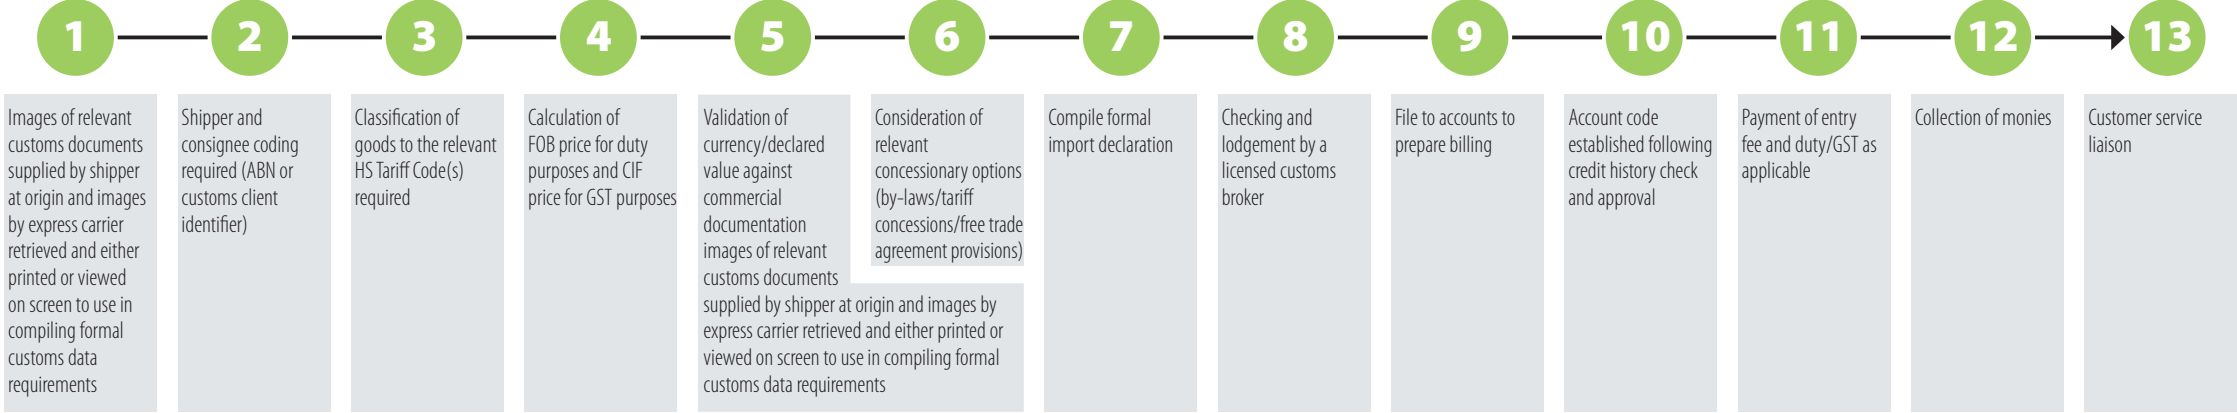 1
2
3
4
5
6
7
8
9
10
11
12
13
Images of relevant
customs documents
supplied by shipper
at origin and images
by express carrier
retrieved and either
printed or viewed
on screen to use in
compiling formal
customs data
requirements
Shipper and
consignee coding
required (ABN or
customs client
identifier)
Classification of
goods to the relevant
HS Tariff Code(s)
required
Calculation of
FOB price for duty
purposes and CIF
price for GST purposes
Validation of
currency/declared
value against
commercial
documentation
images of relevant
customs documents
supplied by shipper at origin and images by
express carrier retrieved and either printed or
viewed on screen to use in compiling formal
customs data requirements
Consideration of
relevant
concessionary options
(by-laws/tariff
concessions/free trade
agreement provisions)
Compile formal
import declaration
Checking and
lodgement by a
licensed customs
broker
File to accounts to
prepare billing
Account code
established following
credit history check
and approval
Payment of entry
fee and duty/GST as
applicable
Collection of monies
Customer service
liaison